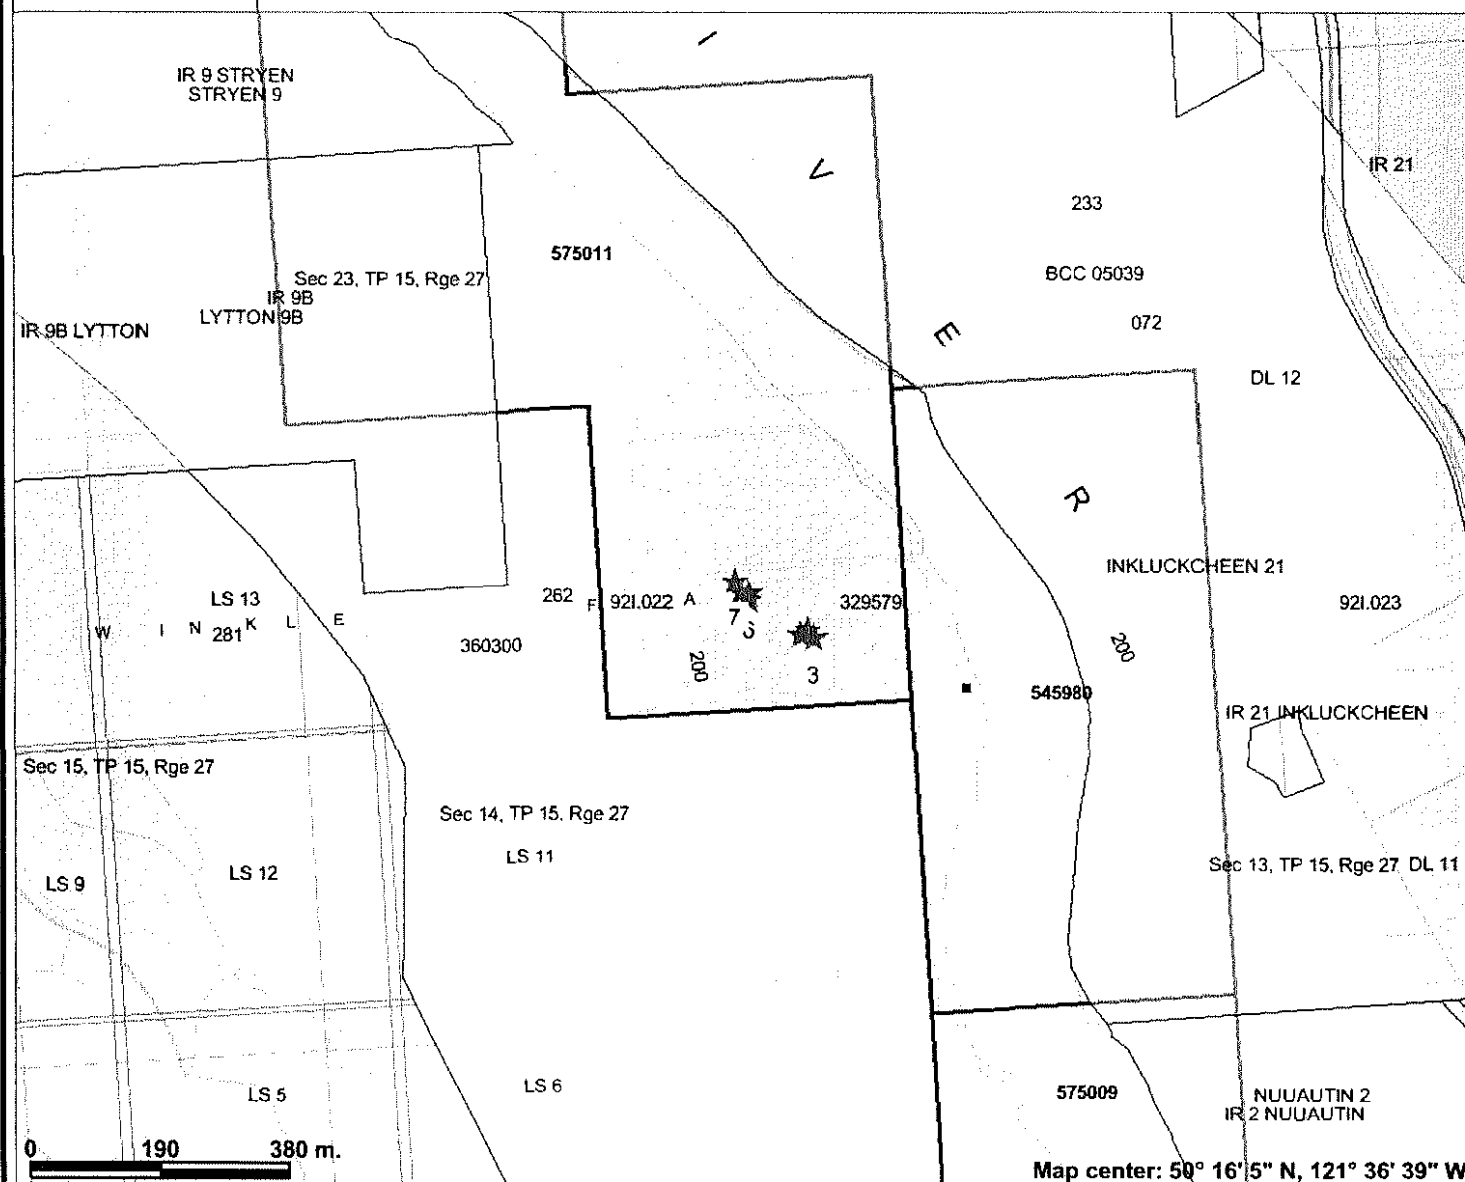 IR 9 STRYEN
STRYEN 9
I
V
E
R
IR 21
233
575011
BCC 05039
Sec 23, TP 15, Rge 27
IR 9B
LYTTON 9B
IR 9B LYTTON
072
DL 12
INKLUCKCHEEN 21
LS 13
262
F
92I.022
A
329579
92I.023
W I N K L E
281
7
6
360300
200
3
200
545980
IR 21 INKLUCKCHEEN
Sec 15, TP 15, Rge 27
Sec 14, TP 15, Rge 27
LS 11
LS 9
LS 12
Sec 13, TP 15, Rge 27
DL 11
LS 5
LS 6
575009
NUUAUTIN 2
IR 2 NUUAUTIN
0 190 380 m.
Map center: 50° 16' 5" N, 121° 36' 39" W